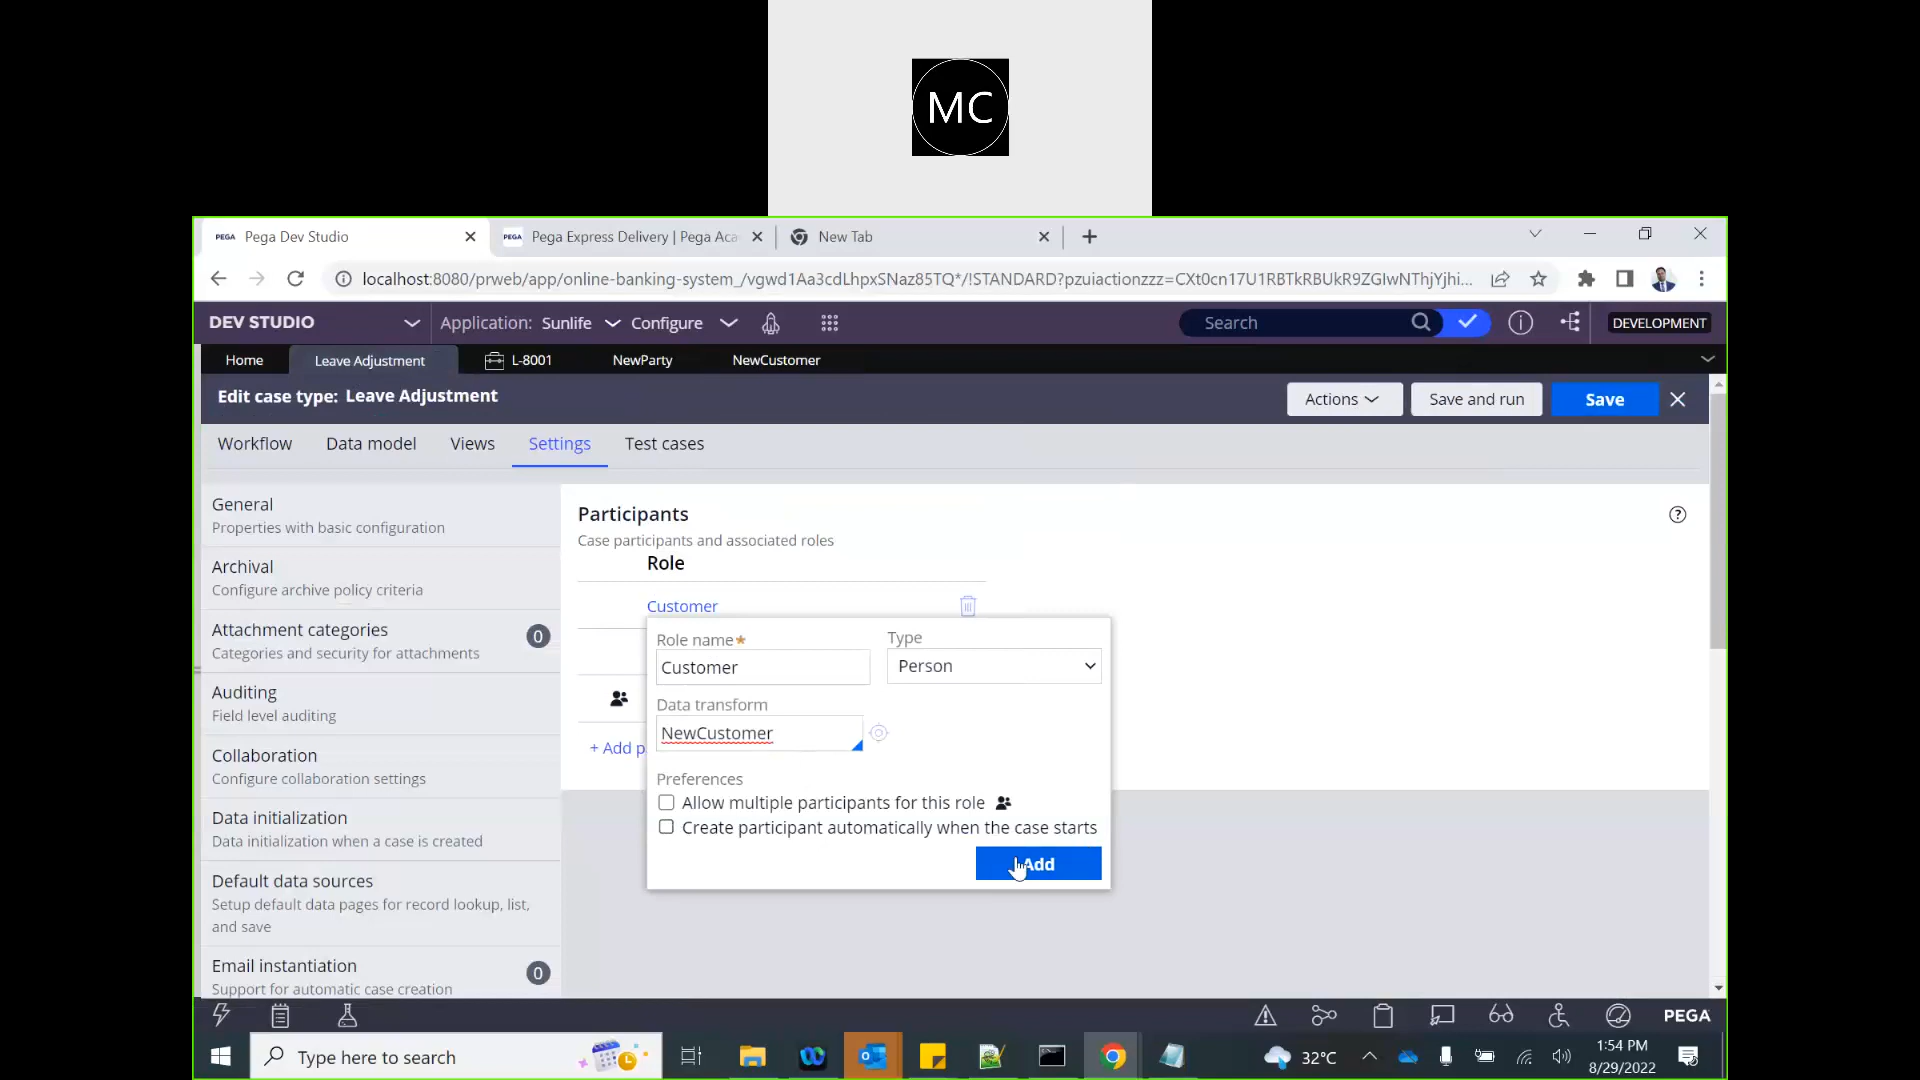 MC
PEGA Pega Dev Studio
PEGA Pega Express Delivery | Pega Aca
New Tab
localhost:8080/prweb/app/online-banking-system_/vgwd1Aa3cdLhpxSNaz85TQ*/!STANDARD?pzuiactionzzz=CXt0cn17U1RBTkRBUkR9ZGIwNThjYjhi...
DEV STUDIO Application: Sunlife Configure Search DEVELOPMENT
Home Leave Adjustment L-8001 NewParty NewCustomer
Edit case type: Leave Adjustment Actions Save and run Save
Workflow Data model Views Settings Test cases
General
Properties with basic configuration
Archival
Configure archive policy criteria
Attachment categories 0
Categories and security for attachments
Auditing
Field level auditing
Collaboration
Configure collaboration settings
Data initialization
Data initialization when a case is created
Default data sources
Setup default data pages for record lookup, list,
and save
Email instantiation 0
Support for automatic case creation
Participants
Case participants and associated roles
Role
Customer
+ Add p
Role name* Type
Customer Person
Data transform
NewCustomer
Preferences
Allow multiple participants for this role
Create participant automatically when the case starts
Add
PEGA
Type here to search
32°C
1:54 PM
8/29/2022